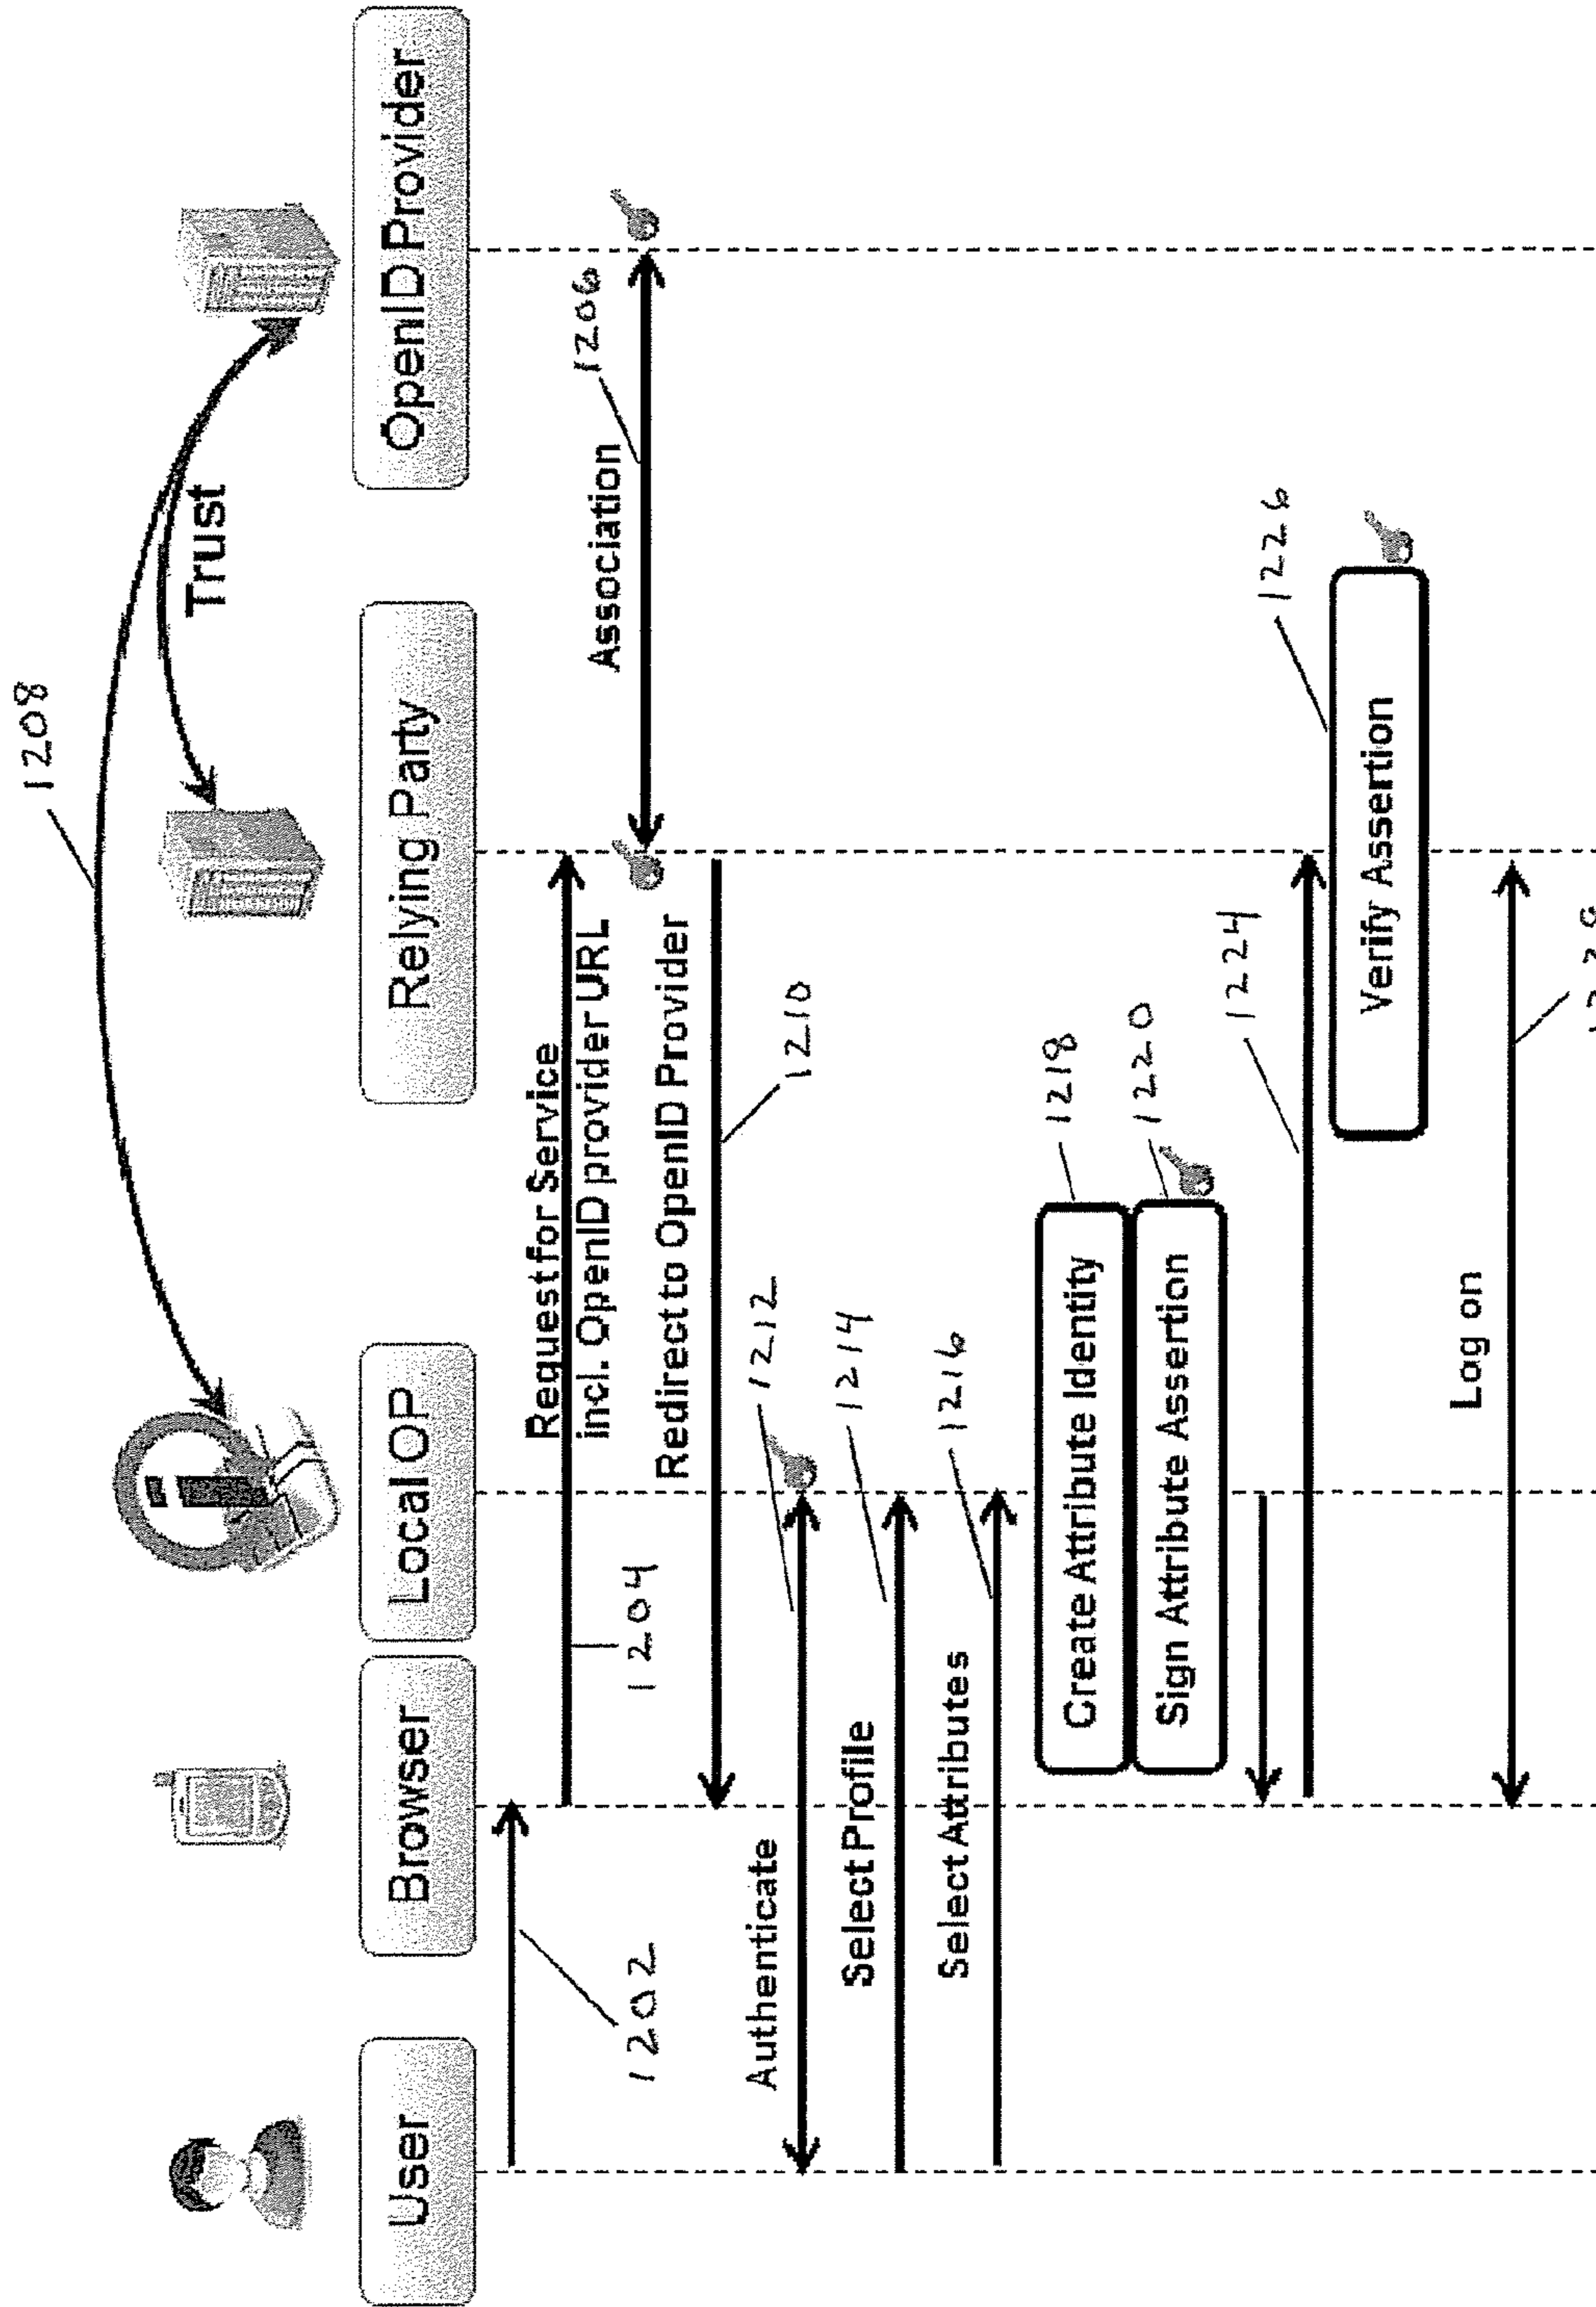 1208
Trust
User
Browser
Local OP
Relying Party
OpenID Provider
1202
Request for Service
incl. OpenID provider URL
1204
Association
1206
Redirect to OpenID Provider
1210
Authenticate
1212
Select Profile
1214
Select Attributes
1216
Create Attribute Identity
1218
Sign Attribute Assertion
1220
1224
Verify Assertion
1226
Log on